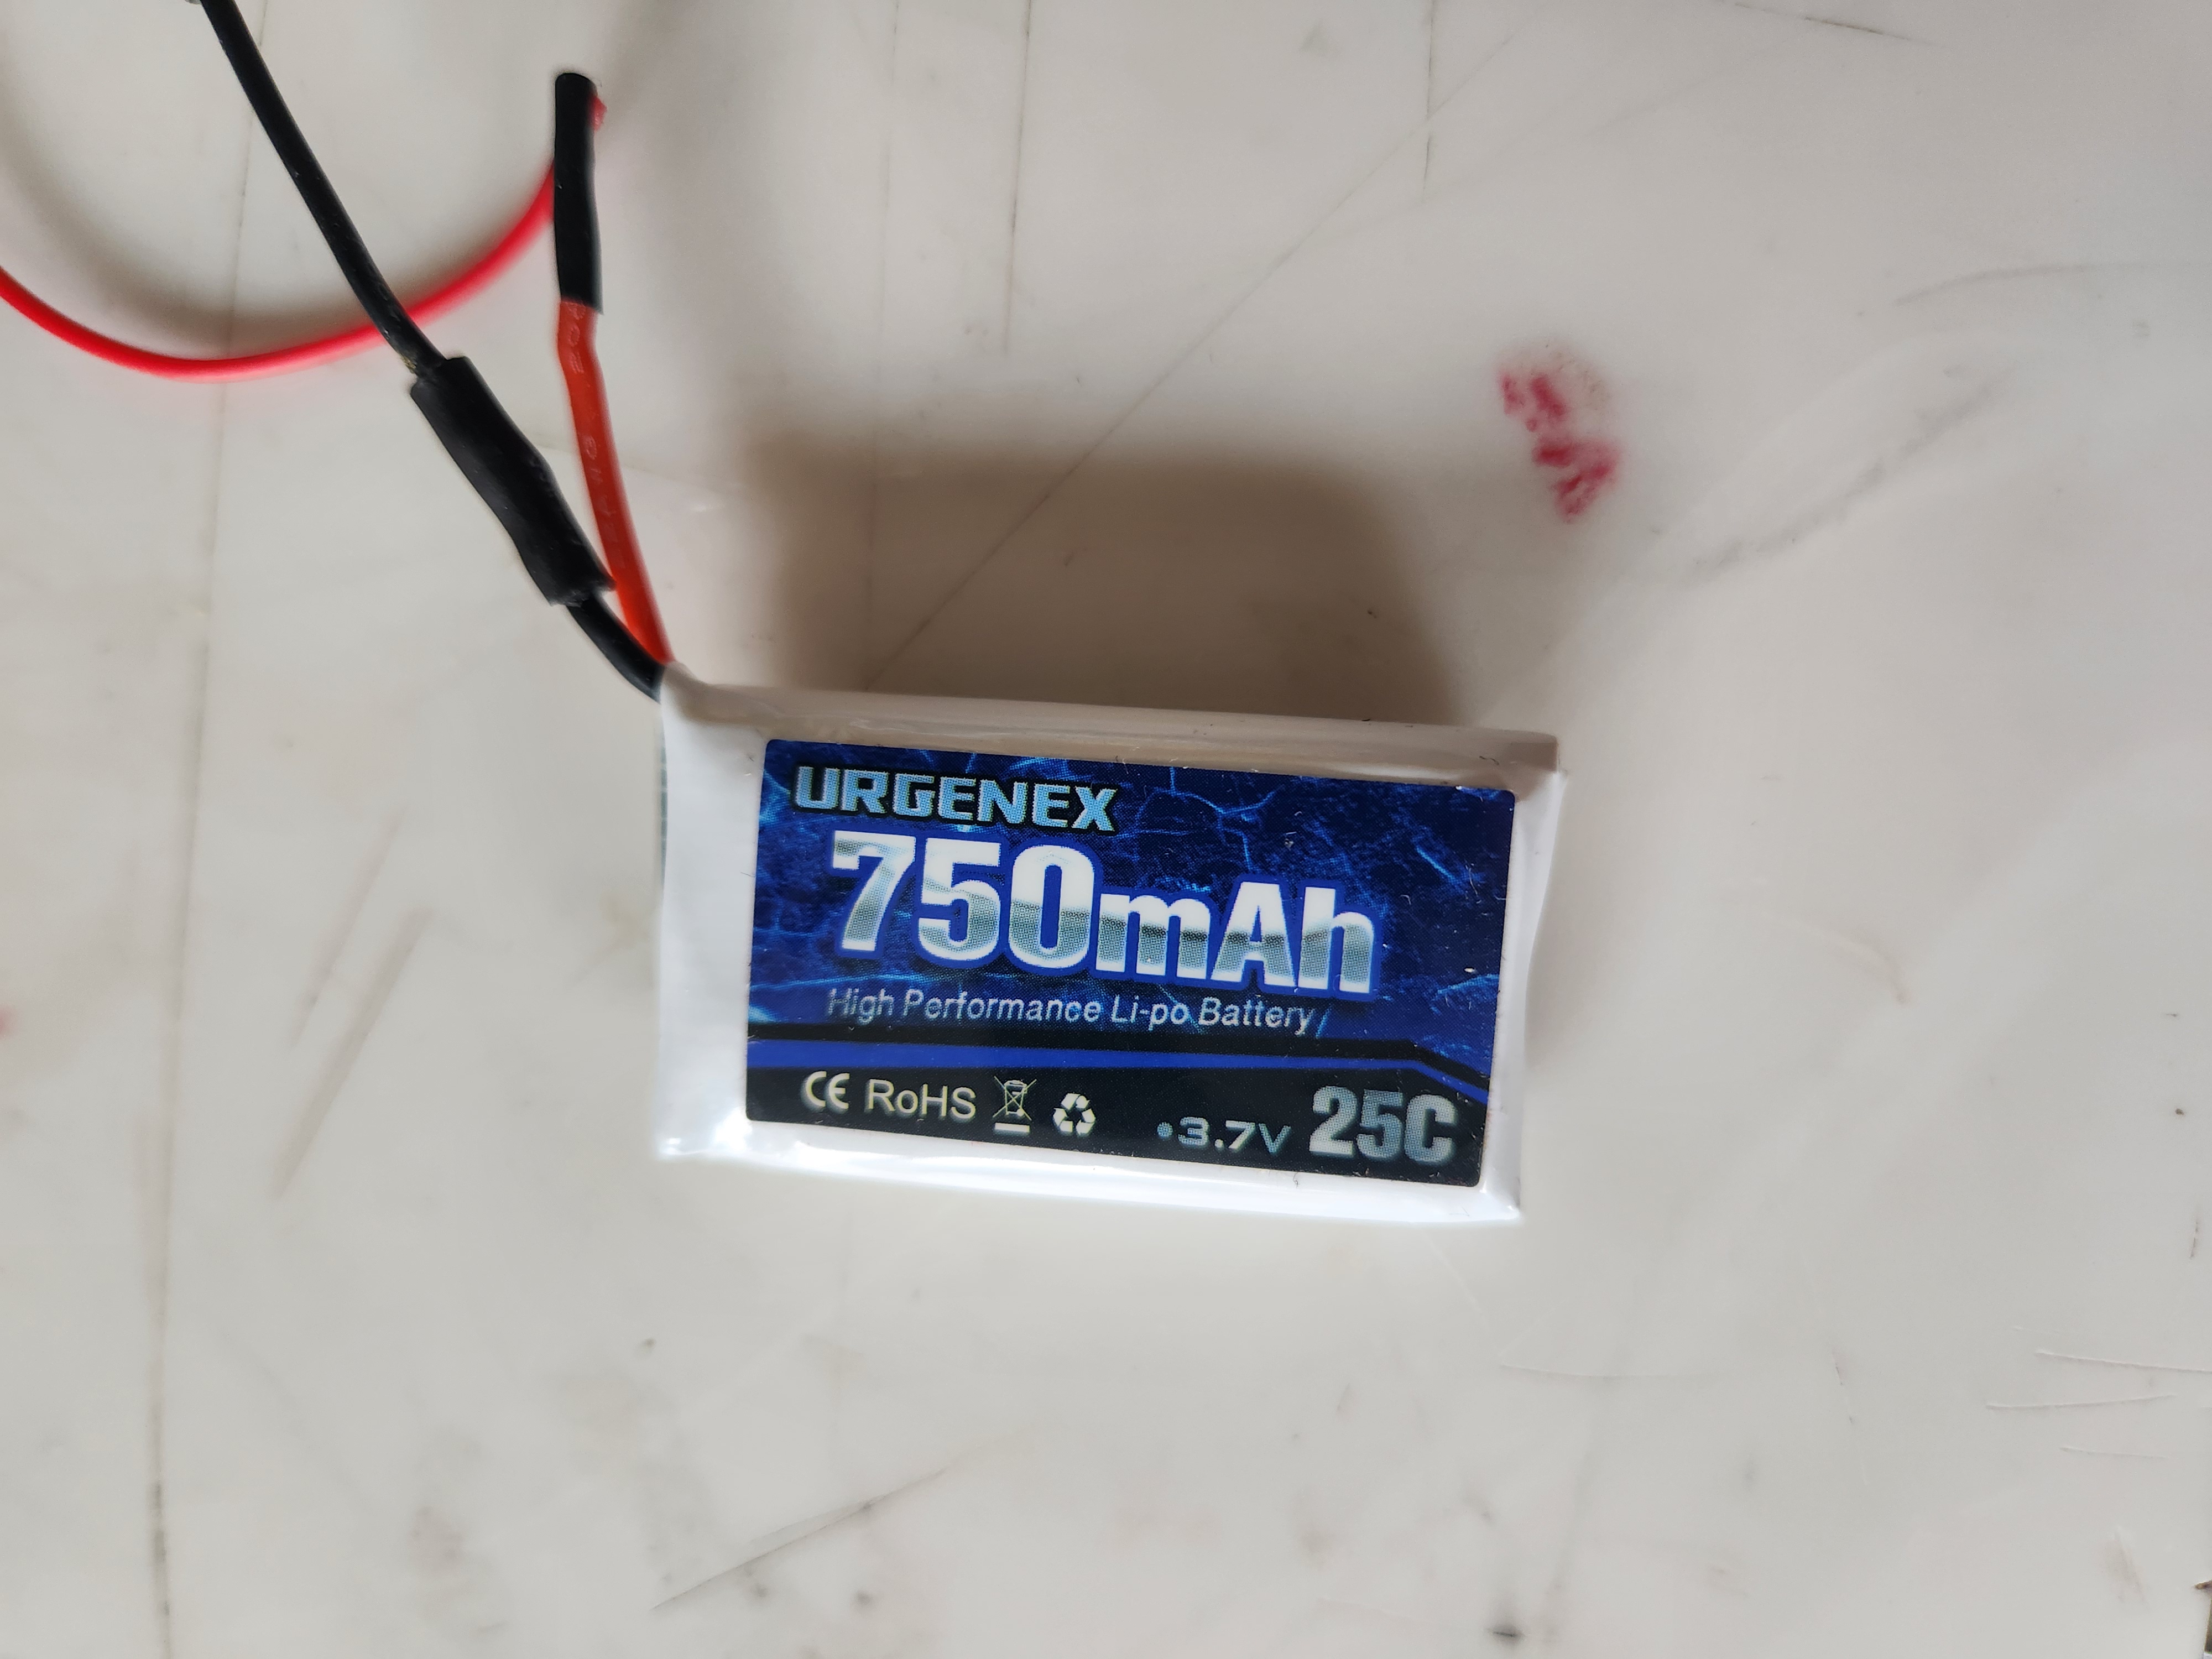 URGENEX
750mAh
High Performance Li-po Battery
CE RoHS
3.7V 25C